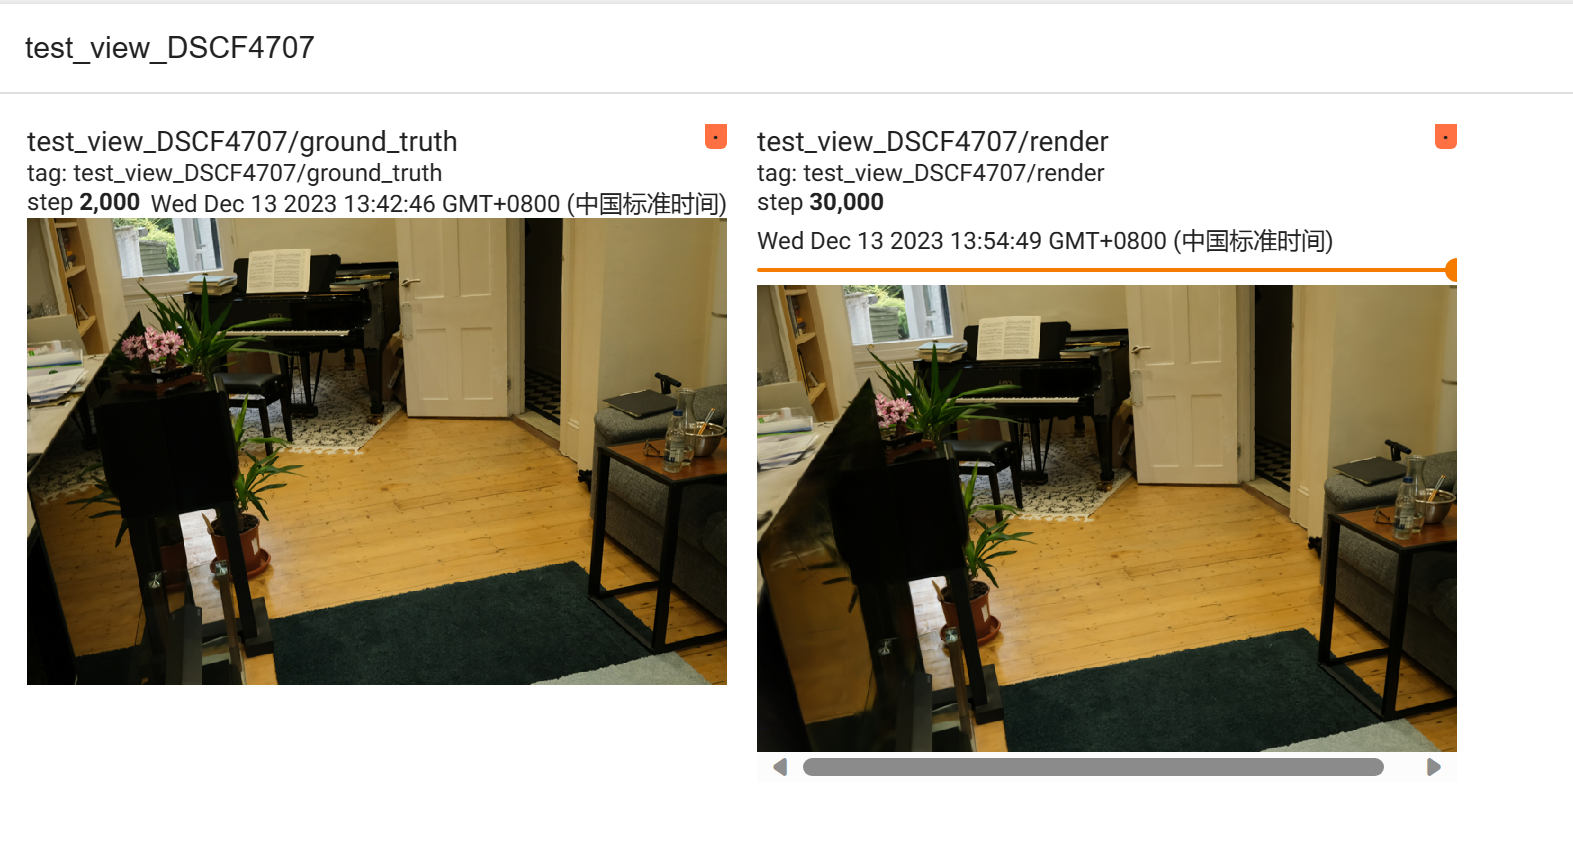 test_view_DSCF4707
test_view_DSCF4707/ground_truth
tag: test_view_DSCF4707/ground_truth
step 2,000 Wed Dec 13 2023 13:42:46 GMT+0800 (中国标准时间)
test_view_DSCF4707/render
tag: test_view_DSCF4707/render
step 30,000
Wed Dec 13 2023 13:54:49 GMT+0800 (中国标准时间)